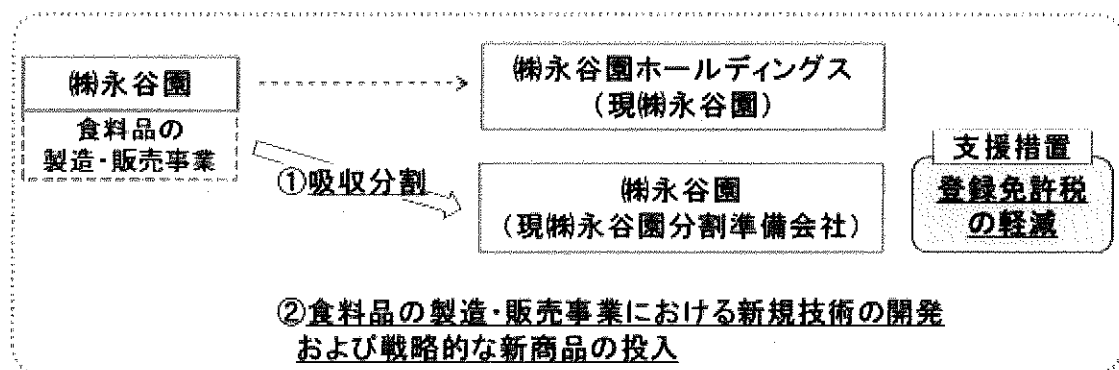 ㈱永谷園
食料品の
製造・販売事業
㈱永谷園ホールディングス
(現㈱永谷園)
①吸収分割
㈱永谷園
(現㈱永谷園分割準備会社)
支援措置
登録免許税
の軽減
②食料品の製造・販売事業における新規技術の開発
および戦略的な新商品の投入